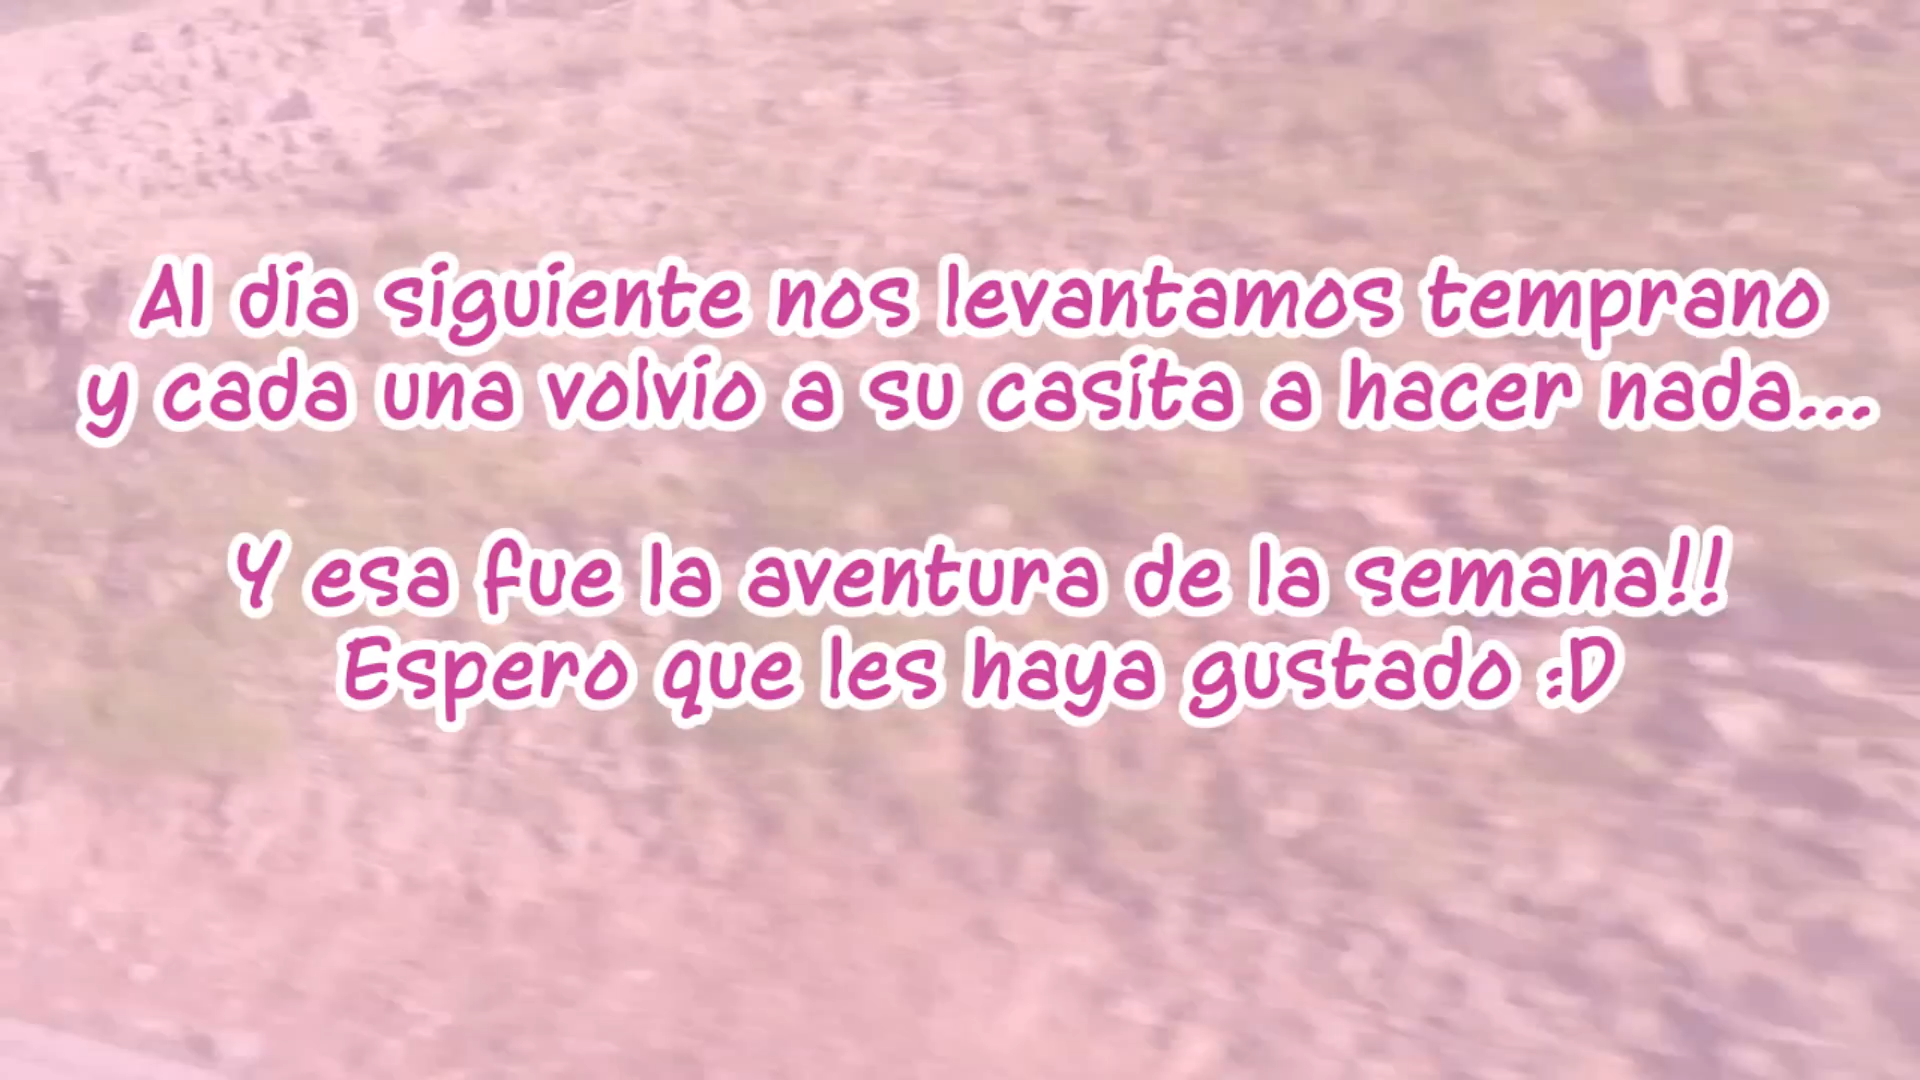 Al día siguiente nos levantamos temprano
y cada una volvio a su casita a hacer nada...
Y esa fue la aventura de la semana!!
Espero que les haya gustado :D